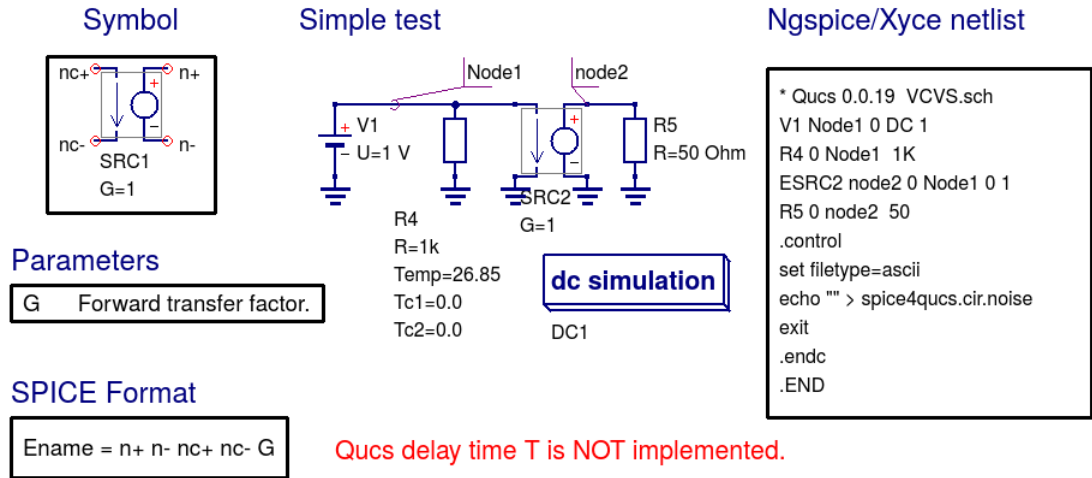 Symbol
nc+
n+
+
–
nc-
n-
SRC1
G=1
Parameters
G Forward transfer factor.
SPICE Format
Ename = n+ n- nc+ nc- G
Simple test
Node1
node2
+ V1
– U=1 V
+
–
R5
R=50 Ohm
R4
R=1k
Temp=26.85
Tc1=0.0
Tc2=0.0
SRC2
G=1
dc simulation
DC1
Qucs delay time T is NOT implemented.
Ngspice/Xyce netlist
* Qucs 0.0.19 VCVS.sch
V1 Node1 0 DC 1
R4 0 Node1 1K
ESRC2 node2 0 Node1 0 1
R5 0 node2 50
.control
set filetype=ascii
echo "" > spice4qucs.cir.noise
exit
.endc
.END